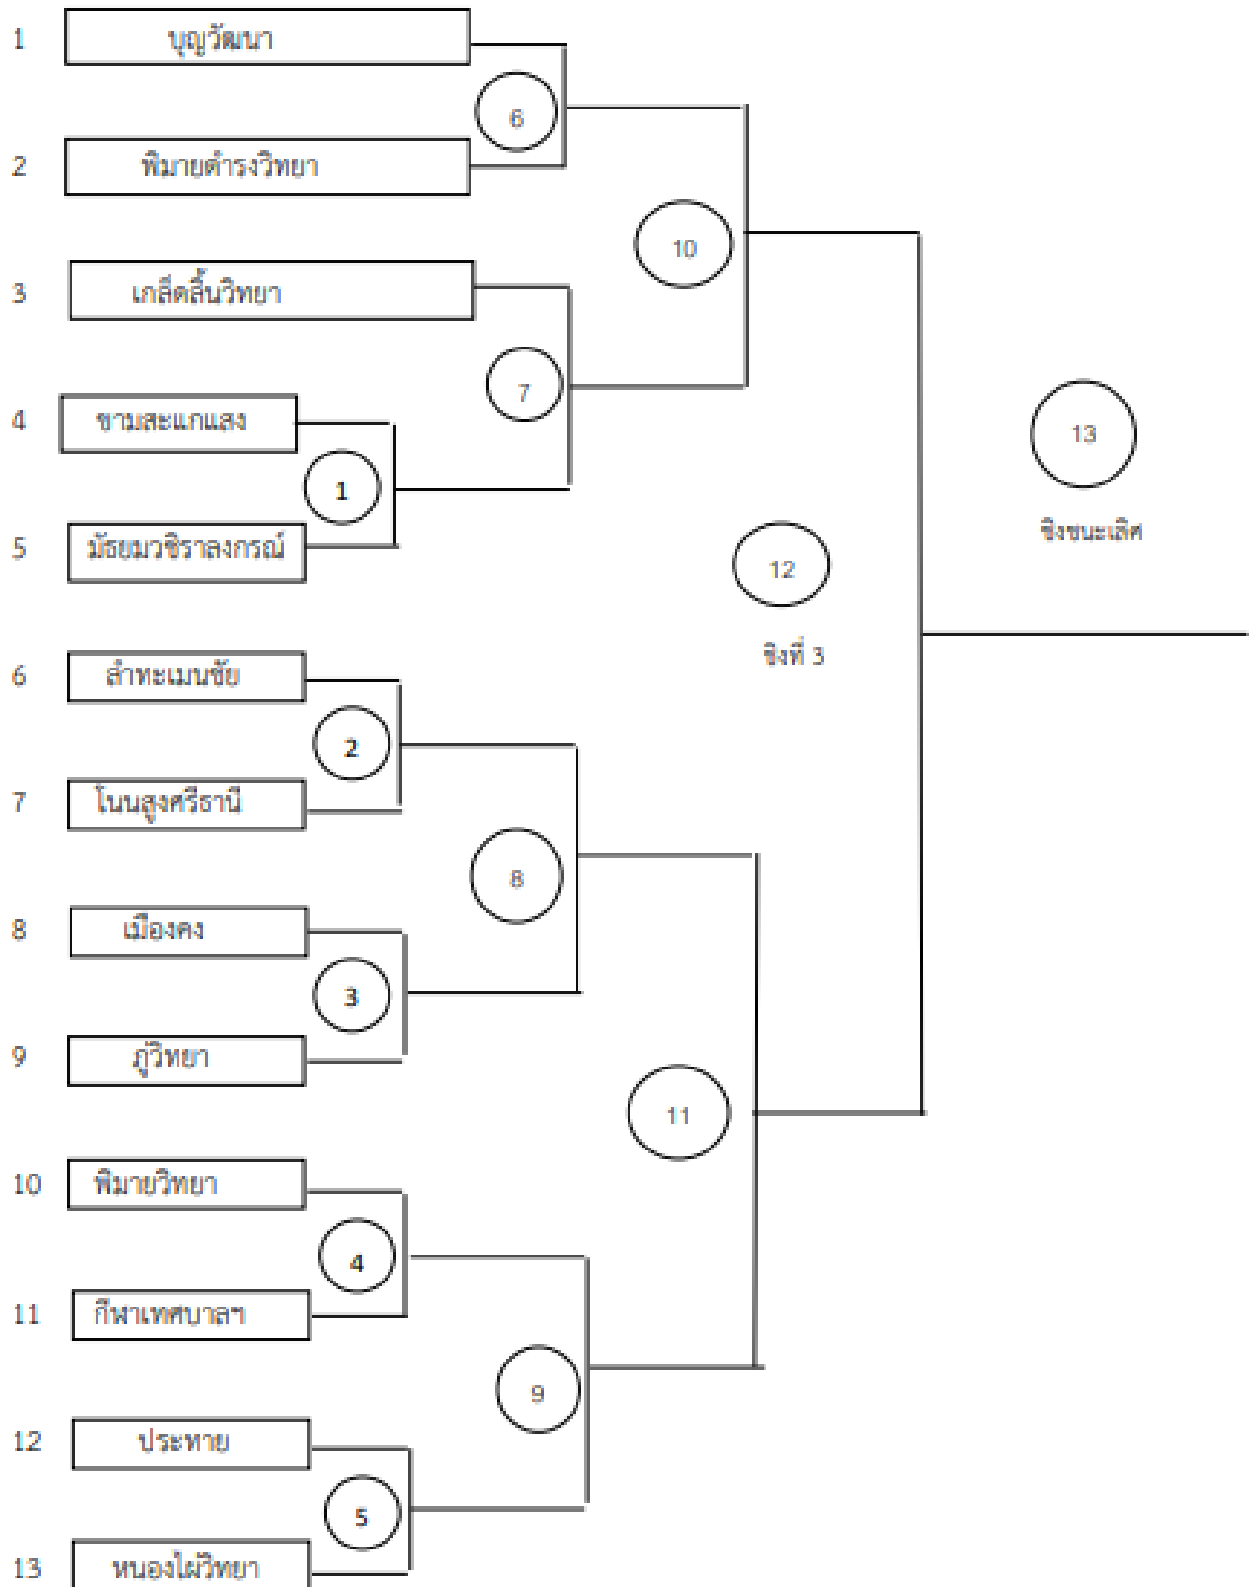 1 บุญวัฒนา
6
2 พิมายดำรงวิทยา
10
3 เกล็ดลิ้นวิทยา
7
4 ขามสะแกแสง
13
1
ชิงชนะเลิศ
5 มัธยมวชิราลงกรณ์
12
ชิงที่ 3
6 ลำทะเมนชัย
2
7 โนนสูงศรีธานี
8
8 เมืองคง
3
9 ภู่วิทยา
11
10 พิมายวิทยา
4
11 กีฬาเทศบาลฯ
9
12 ประทาย
5
13 หนองไผ่วิทยา